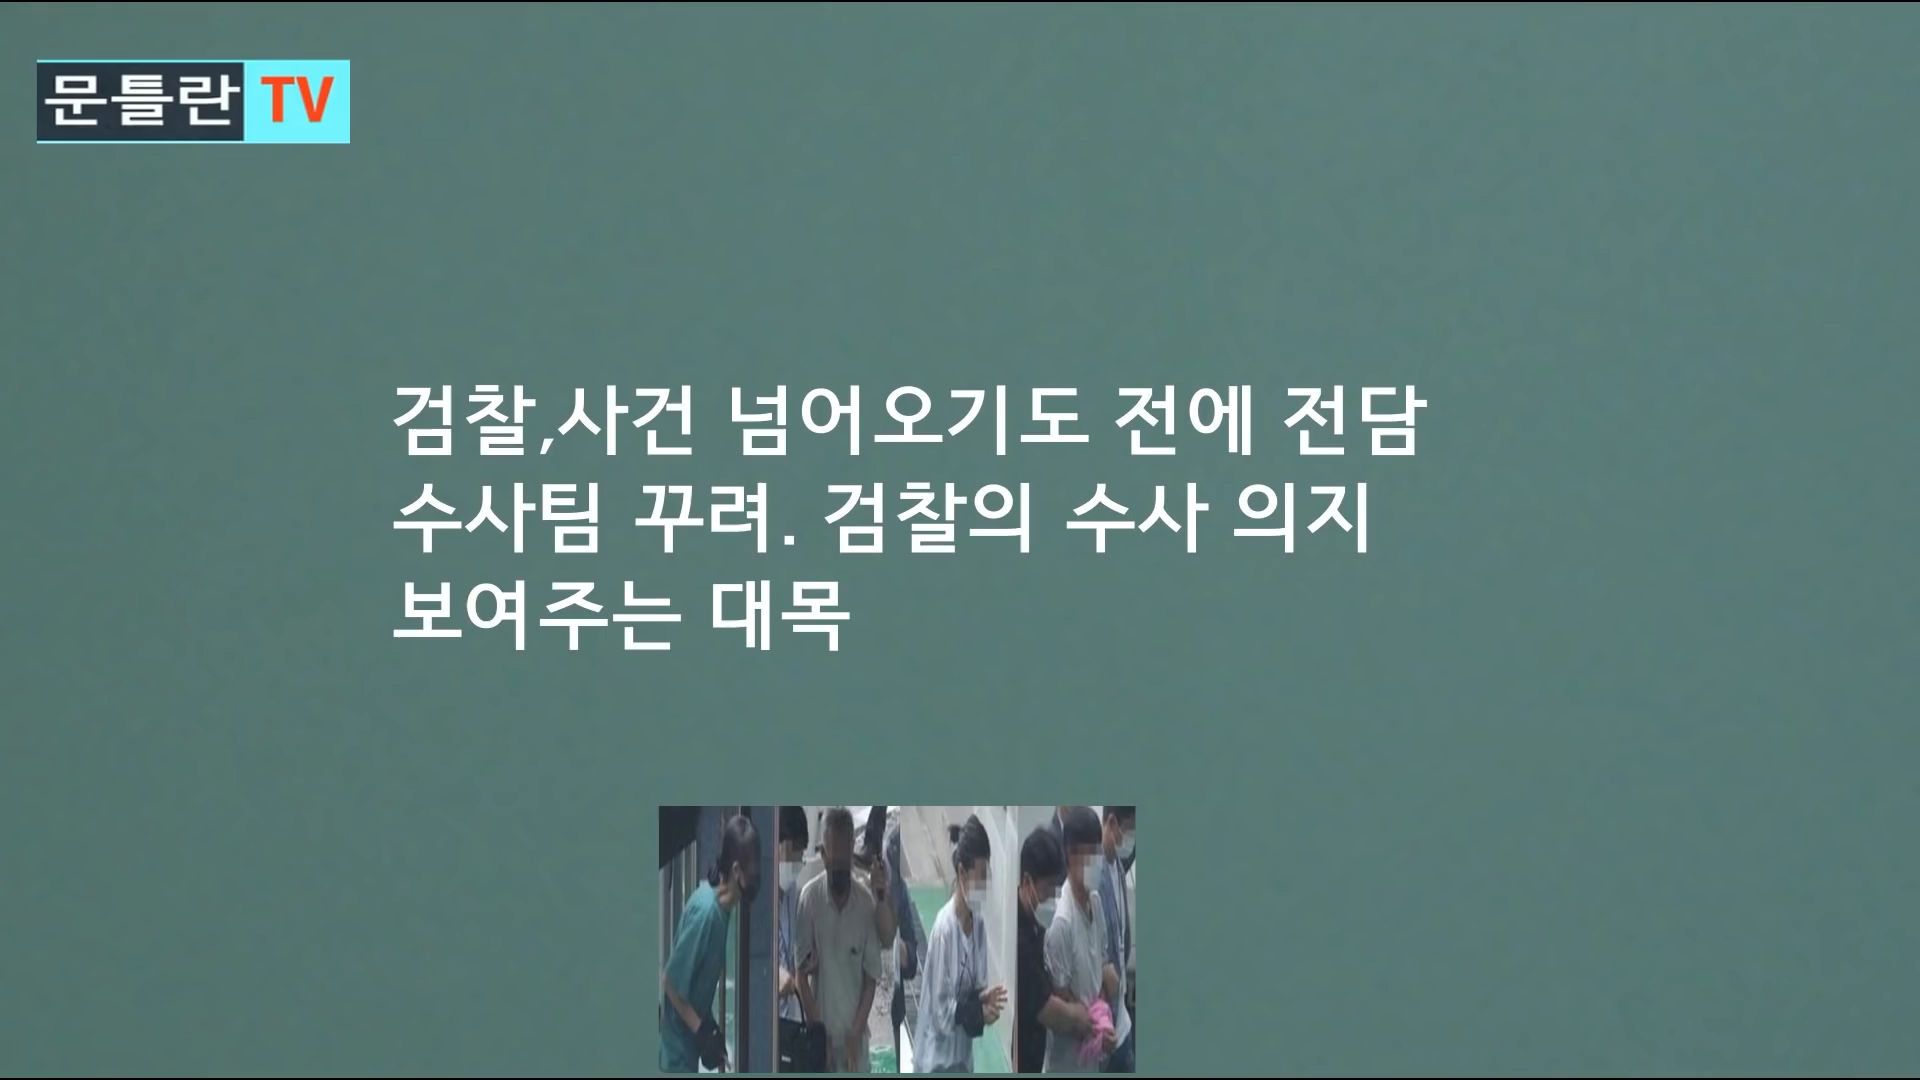 문틀란 TV
검찰,사건 넘어오기도 전에 전담
수사팀 꾸려. 검찰의 수사 의지
보여주는 대목